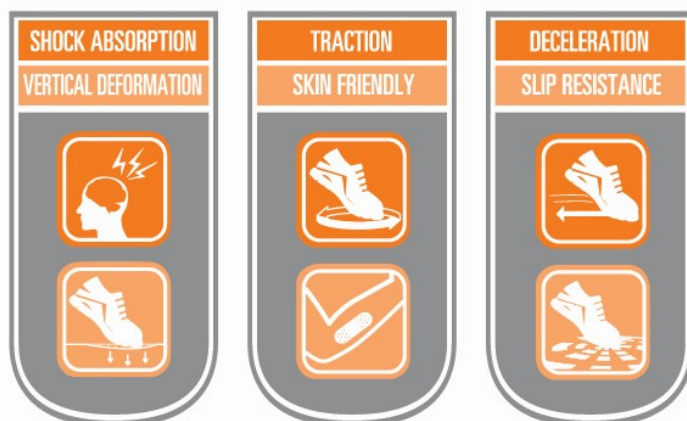 SHOCK ABSORPTION
VERTICAL DEFORMATION
TRACTION
SKIN FRIENDLY
DECELERATION
SLIP RESISTANCE